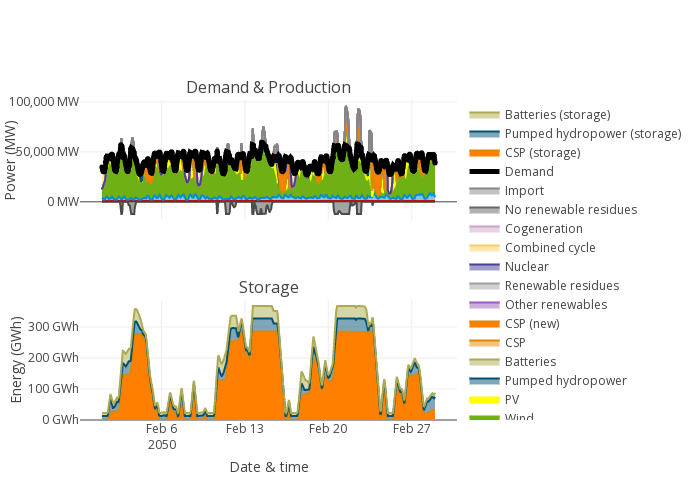 Demand & Production
100,000 MW
50,000 MW
0 MW
Power (MW)
Storage
300 GWh
200 GWh
100 GWh
0 GWh
Energy (GWh)
Feb 6
2050
Feb 13
Feb 20
Feb 27
Date & time
Batteries (storage)
Pumped hydropower (storage)
CSP (storage)
Demand
Import
No renewable residues
Cogeneration
Combined cycle
Nuclear
Renewable residues
Other renewables
CSP (new)
CSP
Batteries
Pumped hydropower
PV
Wind